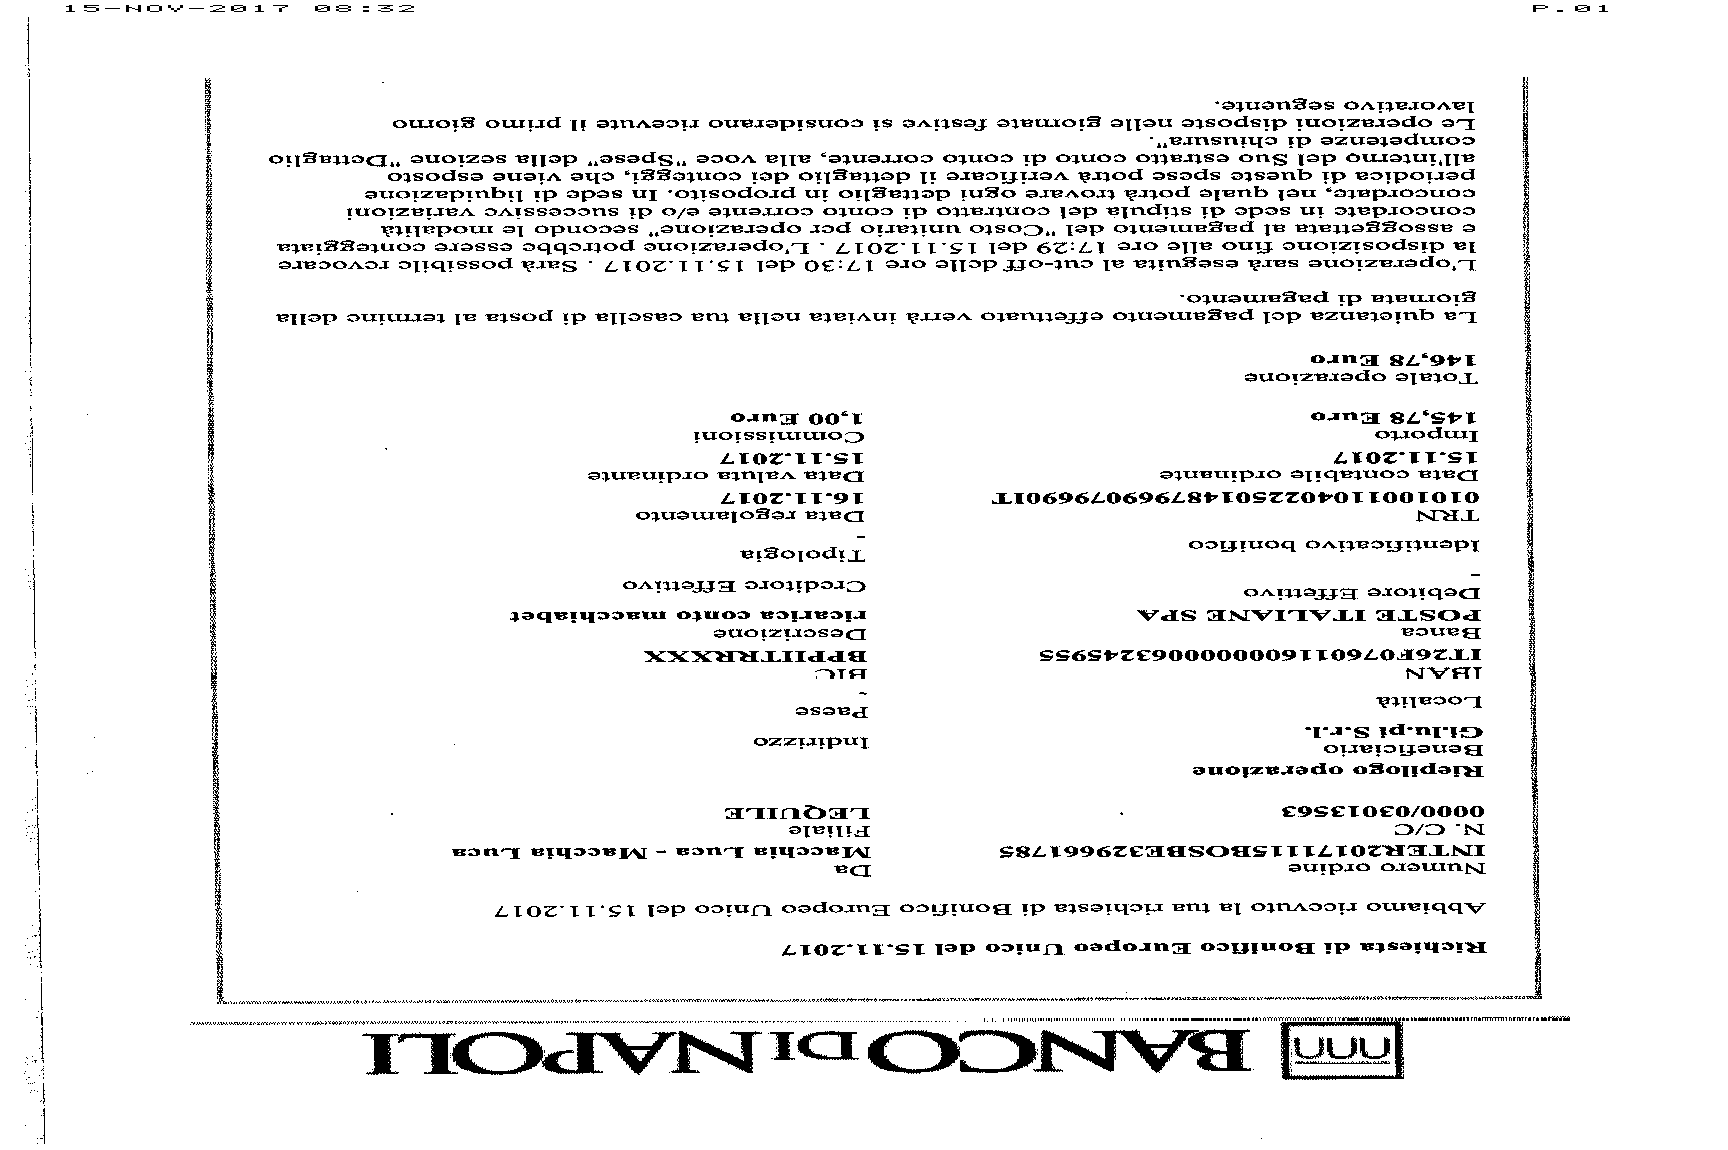 15-NOV-2017 08:32 P.01
BANCO DI NAPOLI
Richiesta di Bonifico Europeo Unico del 15.11.2017
Abbiamo ricevuto la tua richiesta di Bonifico Europeo Unico del 15.11.2017
Numero ordine Da
INTER20171115BOSBE329661785 Macchia Luca - Macchia Luca
N. C/C Filiale
0000/03013563 LEQUILE
Riepilogo operazione
Beneficiario Indirizzo
Gi.lu.pi S.r.l.
Località Paese
-
IBAN BIC
IT26F0760116000000063245955 BPPIITRRXXX
Banca Descrizione
POSTE ITALIANE SPA ricarica conto macchiabet
Debitore Effettivo Creditore Effettivo
-
Identificativo bonifico Tipologia
-
TRN Data regolamento
0101001104022501487969079690IT 16.11.2017
Data contabile ordinante Data valuta ordinante
15.11.2017 15.11.2017
Importo Commissioni
145,78 Euro 1,00 Euro
Totale operazione
146,78 Euro
La quietanza del pagamento effettuato verrà inviata nella tua casella di posta al termine della
giornata di pagamento.
L'operazione sarà eseguita al cut-off delle ore 17:30 del 15.11.2017 . Sarà possibile revocare
la disposizione fino alle ore 17:29 del 15.11.2017 . L'operazione potrebbe essere conteggiata
e assoggettata al pagamento del "Costo unitario per operazione" secondo le modalità
concordate in sede di stipula del contratto di conto corrente e/o di successive variazioni
concordate, nel quale potrà trovare ogni dettaglio in proposito. In sede di liquidazione
periodica di queste spese potrà verificare il dettaglio dei conteggi, che viene esposto
all'interno del Suo estratto conto di conto corrente, alla voce "Spese" della sezione "Dettaglio
competenze di chiusura".
Le operazioni disposte nelle giornate festive si considerano ricevute il primo giorno
lavorativo seguente.